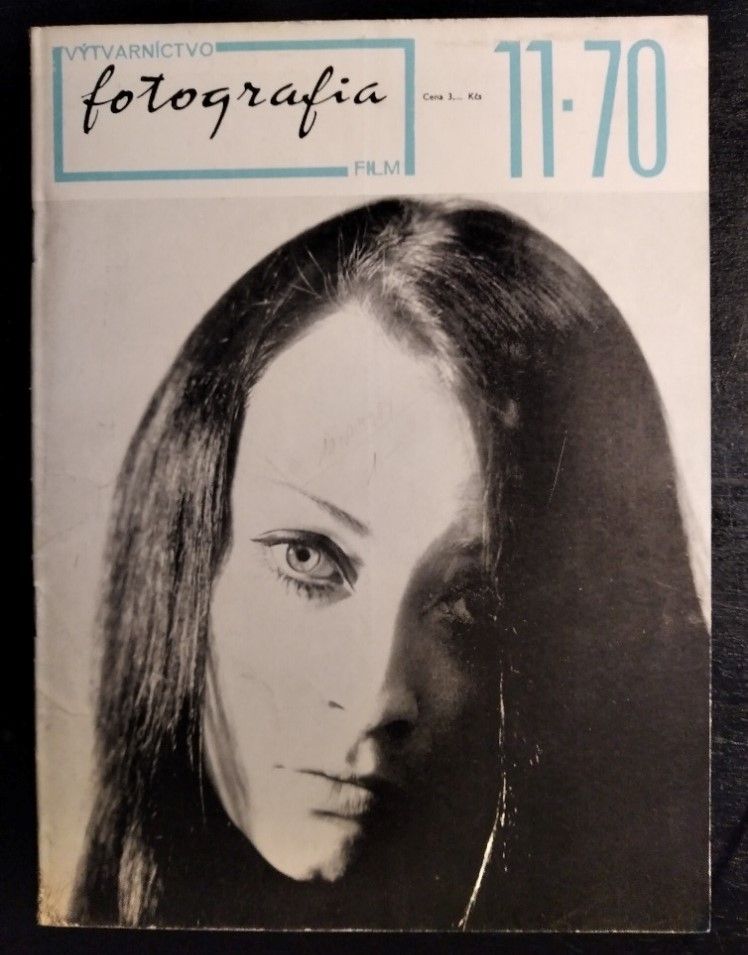 VÝTVARNÍCTVO
fotografia
FILM
Cena 3,— Kčs
11·70